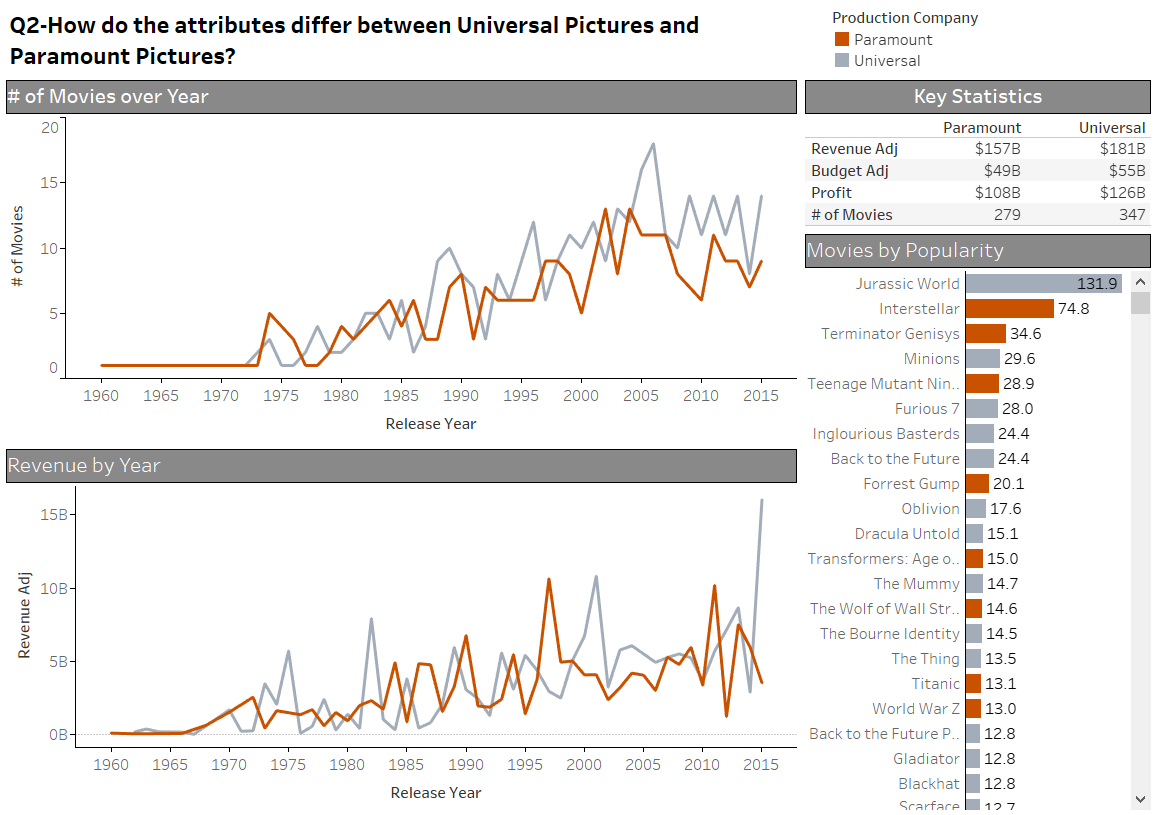 Q2-How do the attributes differ between Universal Pictures and
Paramount Pictures?
Production Company
Paramount
Universal
# of Movies over Year
20
15
10
5
0
# of Movies
1960 1965 1970 1975 1980 1985 1990 1995 2000 2005 2010 2015
Release Year
Revenue by Year
15B
10B
5B
0B
Revenue Adj
1960 1965 1970 1975 1980 1985 1990 1995 2000 2005 2010 2015
Release Year
Key Statistics
Paramount Universal
Revenue Adj $157B $181B
Budget Adj $49B $55B
Profit $108B $126B
# of Movies 279 347
Movies by Popularity
Jurassic World 131.9
Interstellar 74.8
Terminator Genisys 34.6
Minions 29.6
Teenage Mutant Nin.. 28.9
Furious 7 28.0
Inglourious Basterds 24.4
Back to the Future 24.4
Forrest Gump 20.1
Oblivion 17.6
Dracula Untold 15.1
Transformers: Age o.. 15.0
The Mummy 14.7
The Wolf of Wall Str.. 14.6
The Bourne Identity 14.5
The Thing 13.5
Titanic 13.1
World War Z 13.0
Back to the Future P.. 12.8
Gladiator 12.8
Blackhat 12.8
Scarface 12.7